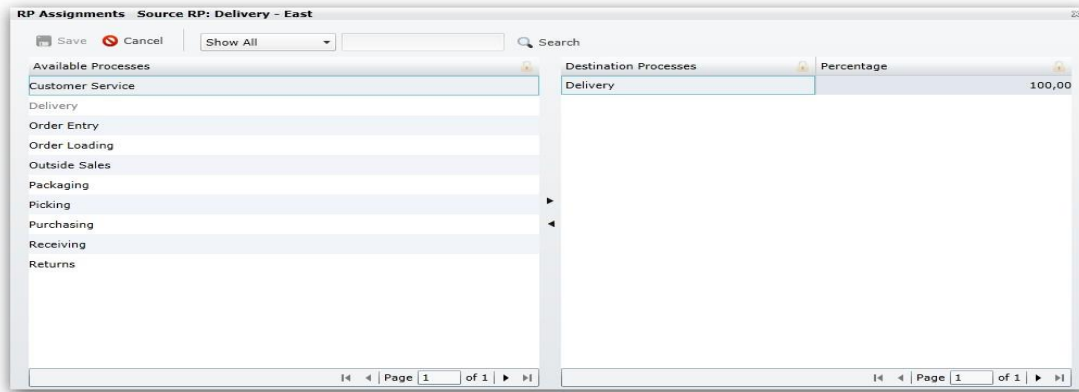 RP Assignments Source RP: Delivery - East
Save Cancel Show All Search
Available Processes
Customer Service
Delivery
Order Entry
Order Loading
Outside Sales
Packaging
Picking
Purchasing
Receiving
Returns
Page 1 of 1
Destination Processes Percentage
Delivery 100,00
Page 1 of 1